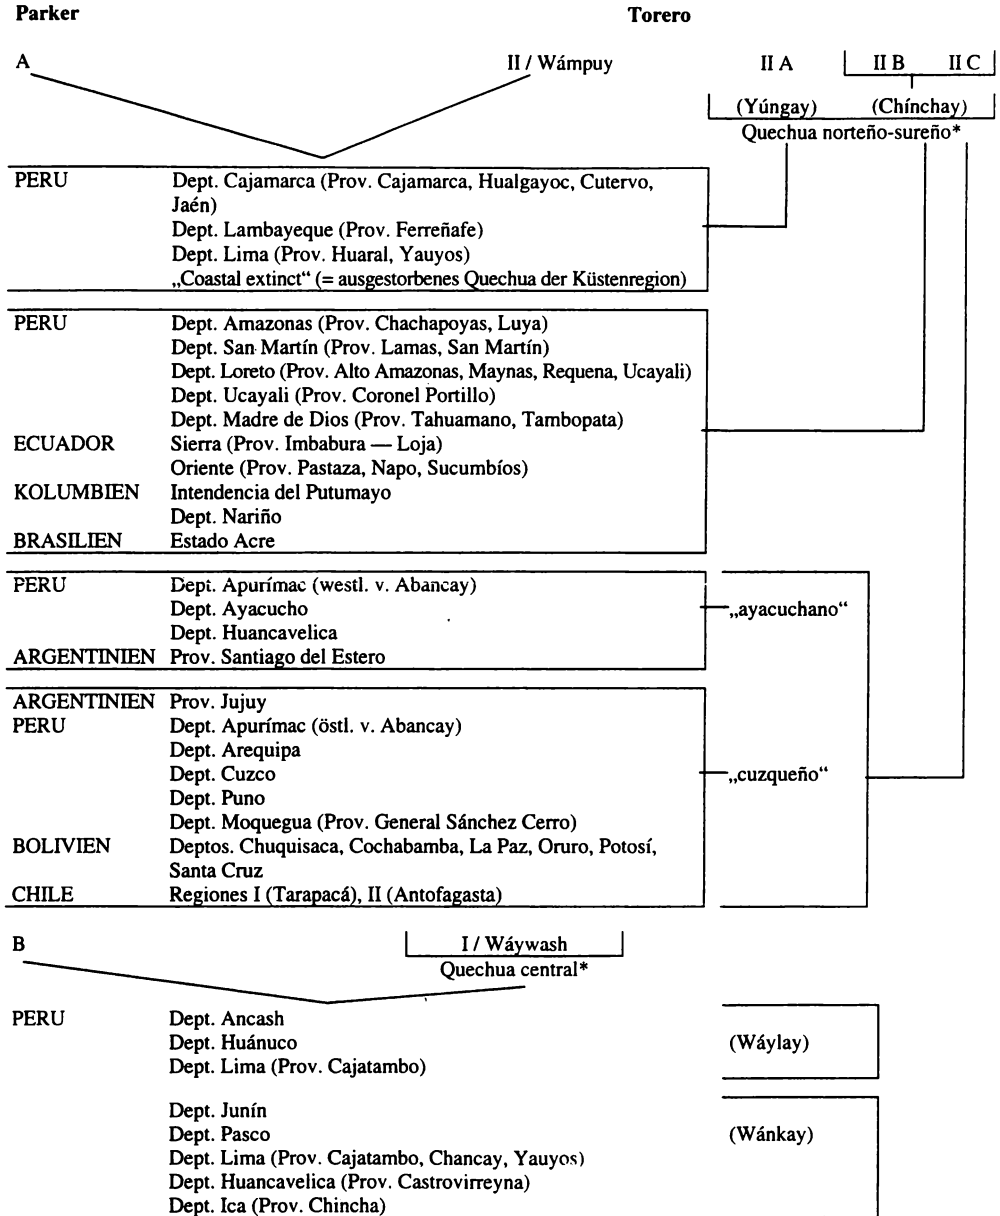 Parker Torero
A II / Wámpuy II A II B II C
(Yúngay) (Chínchay)
Quechua norteño-sureño*
PERU Dept. Cajamarca (Prov. Cajamarca, Hualgayoc, Cutervo,
Jaén)
Dept. Lambayeque (Prov. Ferreñafe)
Dept. Lima (Prov. Huaral, Yauyos)
„Coastal extinct“ (= ausgestorbenes Quechua der Küstenregion)
PERU Dept. Amazonas (Prov. Chachapoyas, Luya)
Dept. San Martín (Prov. Lamas, San Martín)
Dept. Loreto (Prov. Alto Amazonas, Maynas, Requena, Ucayali)
Dept. Ucayali (Prov. Coronel Portillo)
Dept. Madre de Dios (Prov. Tahuamano, Tambopata)
ECUADOR Sierra (Prov. Imbabura — Loja)
Oriente (Prov. Pastaza, Napo, Sucumbíos)
KOLUMBIEN Intendencia del Putumayo
Dept. Nariño
BRASILIEN Estado Acre
PERU Dept. Apurímac (westl. v. Abancay)
Dept. Ayacucho „ayacuchano“
Dept. Huancavelica
ARGENTINIEN Prov. Santiago del Estero
ARGENTINIEN Prov. Jujuy
PERU Dept. Apurímac (östl. v. Abancay)
Dept. Arequipa
Dept. Cuzco „cuzqueño“
Dept. Puno
Dept. Moquegua (Prov. General Sánchez Cerro)
BOLIVIEN Deptos. Chuquisaca, Cochabamba, La Paz, Oruro, Potosí,
Santa Cruz
CHILE Regiones I (Tarapacá), II (Antofagasta)
B I / Wáywash
Quechua central*
PERU Dept. Ancash
Dept. Huánuco (Wáylay)
Dept. Lima (Prov. Cajatambo)
Dept. Junín
Dept. Pasco (Wánkay)
Dept. Lima (Prov. Cajatambo, Chancay, Yauyos)
Dept. Huancavelica (Prov. Castrovirreyna)
Dept. Ica (Prov. Chincha)